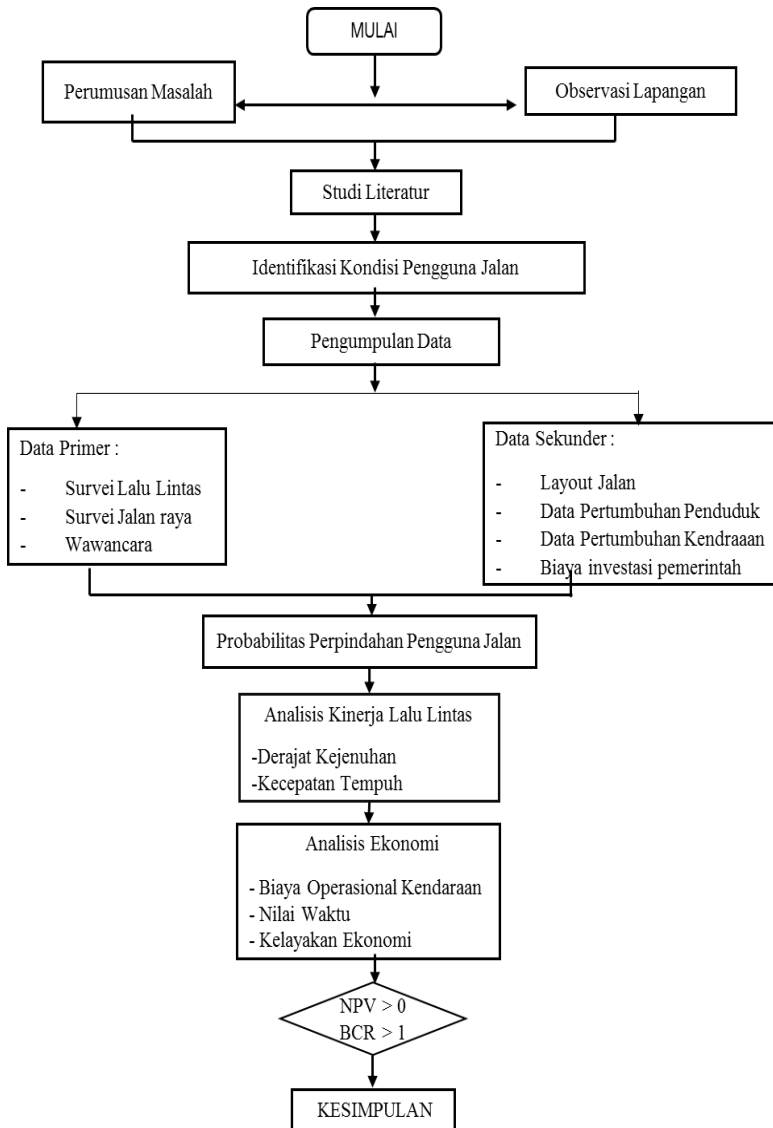 MULAI
Perumusan Masalah
Observasi Lapangan
Studi Literatur
Identifikasi Kondisi Pengguna Jalan
Pengumpulan Data
Data Primer :
- Survei Lalu Lintas
- Survei Jalan raya
- Wawancara
Data Sekunder :
- Layout Jalan
- Data Pertumbuhan Penduduk
- Data Pertumbuhan Kendraaan
- Biaya investasi pemerintah
Probabilitas Perpindahan Pengguna Jalan
Analisis Kinerja Lalu Lintas
-Derajat Kejenuhan
-Kecepatan Tempuh
Analisis Ekonomi
- Biaya Operasional Kendaraan
- Nilai Waktu
- Kelayakan Ekonomi
NPV > 0
BCR > 1
KESIMPULAN